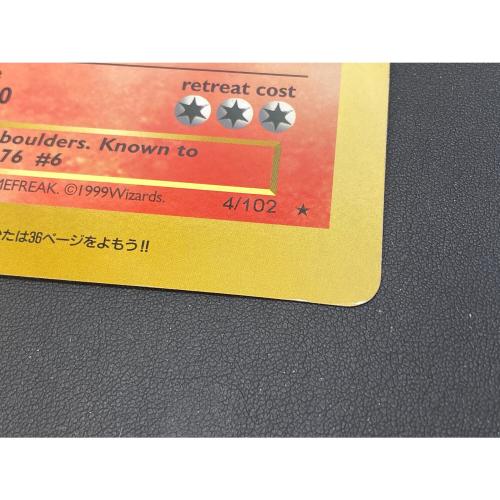 retreat cost
0
boulders. Known to
76 #6
MEFREAK. ©1999Wizards. 4/102 ★
たは36ページをよもう!!